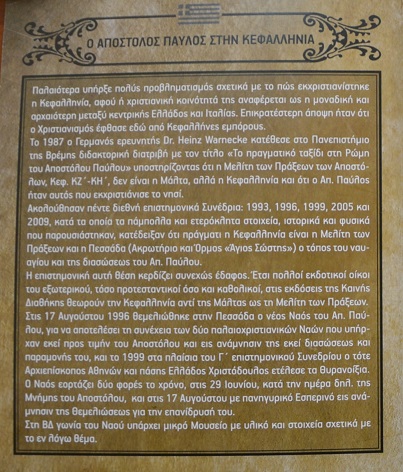 Ο ΑΠΟΣΤΟΛΟΣ ΠΑΥΛΟΣ ΣΤΗΝ ΚΕΦΑΛΛΗΝΙΑ
Παλαιότερα υπήρξε πολύς προβληματισμός σχετικά με το πώς εκχριστιανίστηκε
η Κεφαλληνία, αφού ή χριστιανική κοινότητά της αναφέρεται ως η μοναδική και
αρχαιότερη μεταξύ κεντρικής Ελλάδος και Ιταλίας. Επικρατέστερη άποψη ήταν ότι
ο Χριστιανισμός έφθασε εδώ από Κεφαλλήνες εμπόρους.
Το 1987 ο Γερμανός ερευνητής Dr. Heinz Warnecke κατέθεσε στο Πανεπιστήμιο
της Βρέμης διδακτορική διατριβή με τον τίτλο «Το πραγματικό ταξίδι στη Ρώμη
του Αποστόλου Παύλου» υποστηρίζοντας ότι η Μελίτη των Πράξεων των Αποστό-
λων, Κεφ. ΚΖ΄-ΚΗ΄, δεν είναι η Μάλτα, αλλά η Κεφαλληνία και ότι ο Απ. Παύλος
ήταν αυτός που εκχριστιάνισε το νησί.
Ακολούθησαν πέντε διεθνή επιστημονικά Συνέδρια: 1993, 1996, 1999, 2005 και
2009, κατά τα οποία τα πάμπολλα και ετερόκλητα στοιχεία, ιστορικά και φυσικά
που παρουσιάστηκαν, κατέδειξαν ότι πράγματι η Κεφαλληνία είναι η Μελίτη των
Πράξεων και η Πεσσάδα (Ακρωτήριο και Όρμος «Άγιος Σώστης») ο τόπος του ναυ-
αγίου και της διασώσεως του Απ. Παύλου.
Η επιστημονική αυτή θέση κερδίζει συνεχώς έδαφος. Έτσι πολλοί εκδοτικοί οίκοι
του εξωτερικού, τόσο προτεσταντικοί όσο και καθολικοί, στις εκδόσεις της Καινής
Διαθήκης θεωρούν την Κεφαλληνία αντί της Μάλτας ως τη Μελίτη των Πράξεων.
Στις 17 Αυγούστου 1996 θεμελιώθηκε στην Πεσσάδα ο νέος Ναός του Απ. Παύ-
λου, για να αποτελέσει τη συνέχεια των δύο παλαιοχριστιανικών Ναών που υπήρ-
χαν εκεί προς τιμήν του Αποστόλου και εις ανάμνησιν της εκεί διασώσεως και
παραμονής του, και το 1999 στα πλαίσια του Γ΄ επιστημονικού Συνεδρίου ο τότε
Αρχιεπίσκοπος Αθηνών και πάσης Ελλάδος Χριστόδουλος ετέλεσε τα Θυρανοίξια.
Ο Ναός εορτάζει δύο φορές το χρόνο, στις 29 Ιουνίου, κατά την ημέρα δηλ. της
Μνήμης του Αποστόλου, και στις 17 Αυγούστου με πανηγυρικό Εσπερινό εις ανά-
μνησιν της θεμελιώσεως για την επανίδρυσή του.
Στη ΒΔ γωνία του Ναού υπάρχει μικρό Μουσείο με υλικό και στοιχεία σχετικά με
το εν λόγω θέμα.